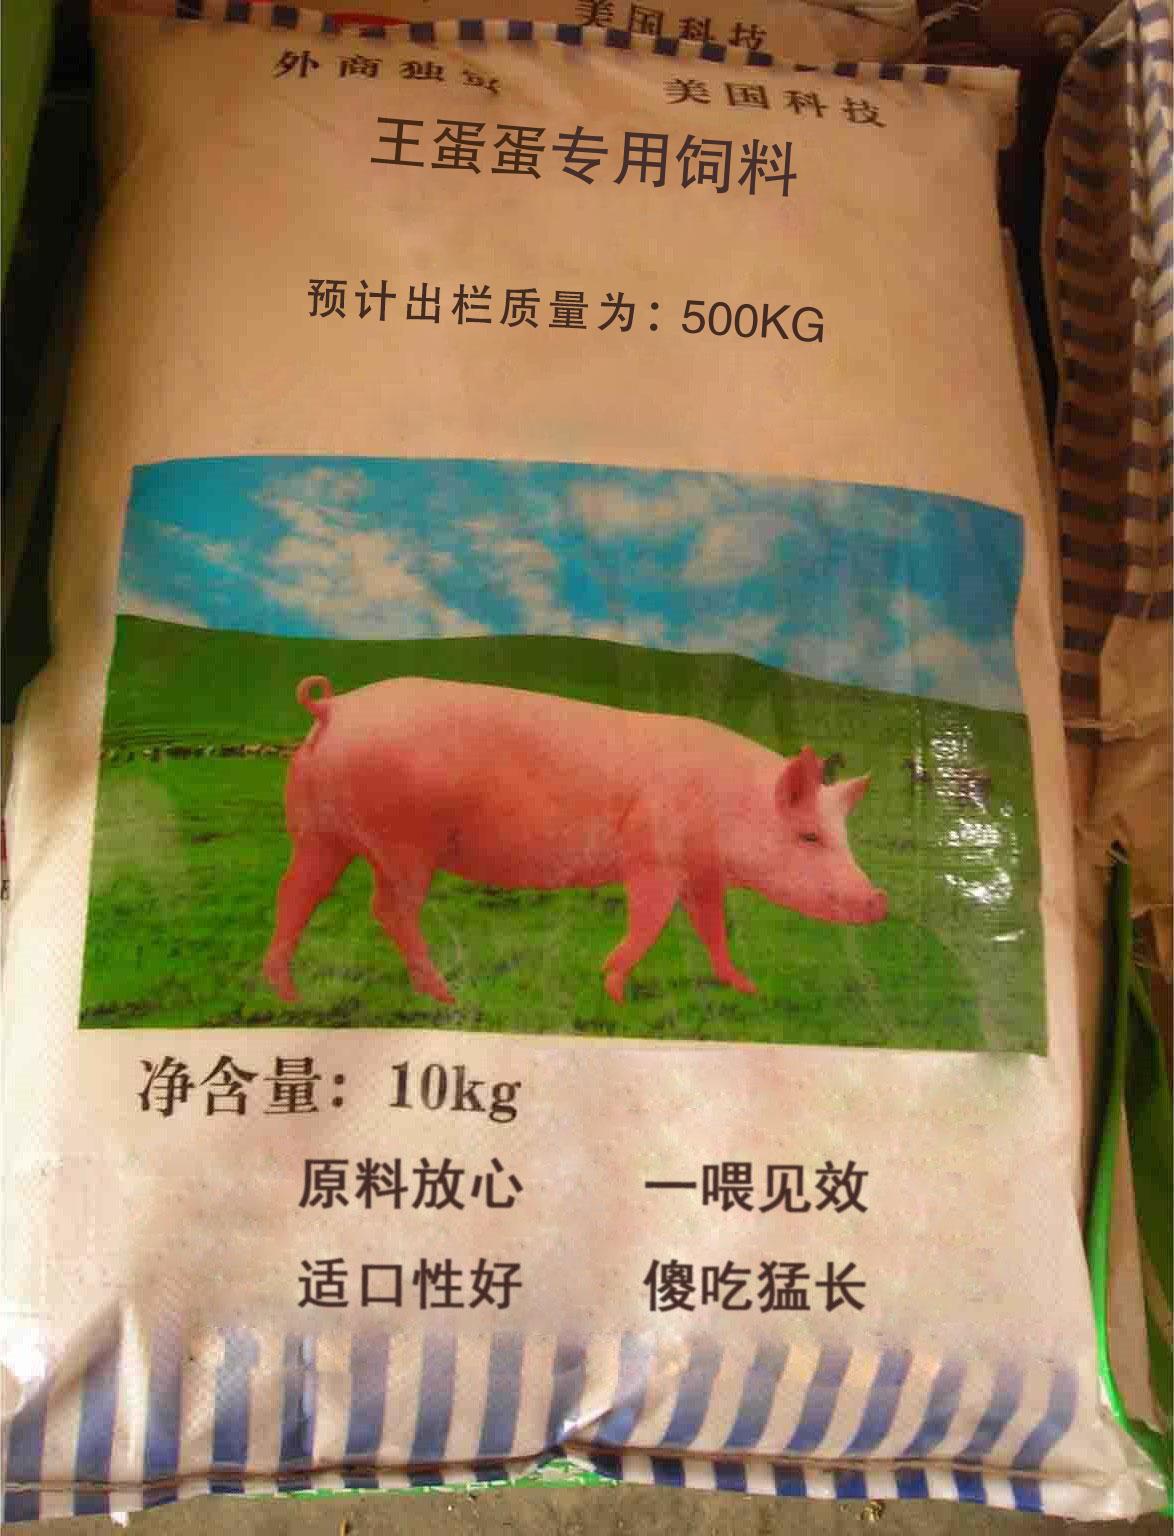 美国科技
外商独资 美国科技
王蛋蛋专用饲料
预计出栏质量为：500KG
净含量：10kg
原料放心 一喂见效
适口性好 傻吃猛长